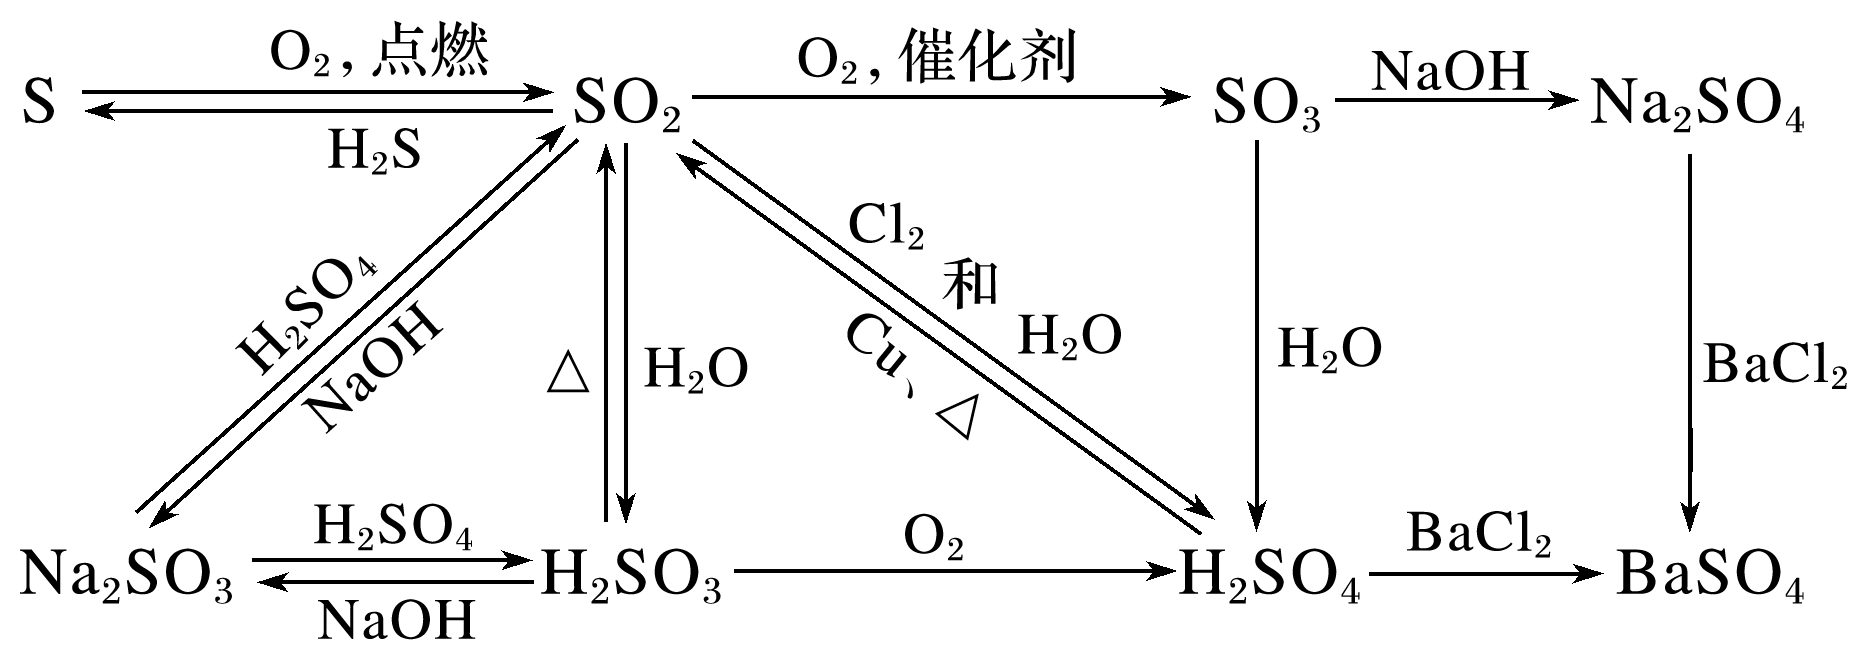 O₂,点燃
O₂,催化剂
NaOH
S
SO₂
SO₃
Na₂SO₄
H₂S
H₂SO₄
NaOH
△
H₂O
Cl₂
和
H₂O
Cu、△
H₂O
BaCl₂
H₂SO₄
O₂
BaCl₂
Na₂SO₃
H₂SO₃
H₂SO₄
BaSO₄
NaOH